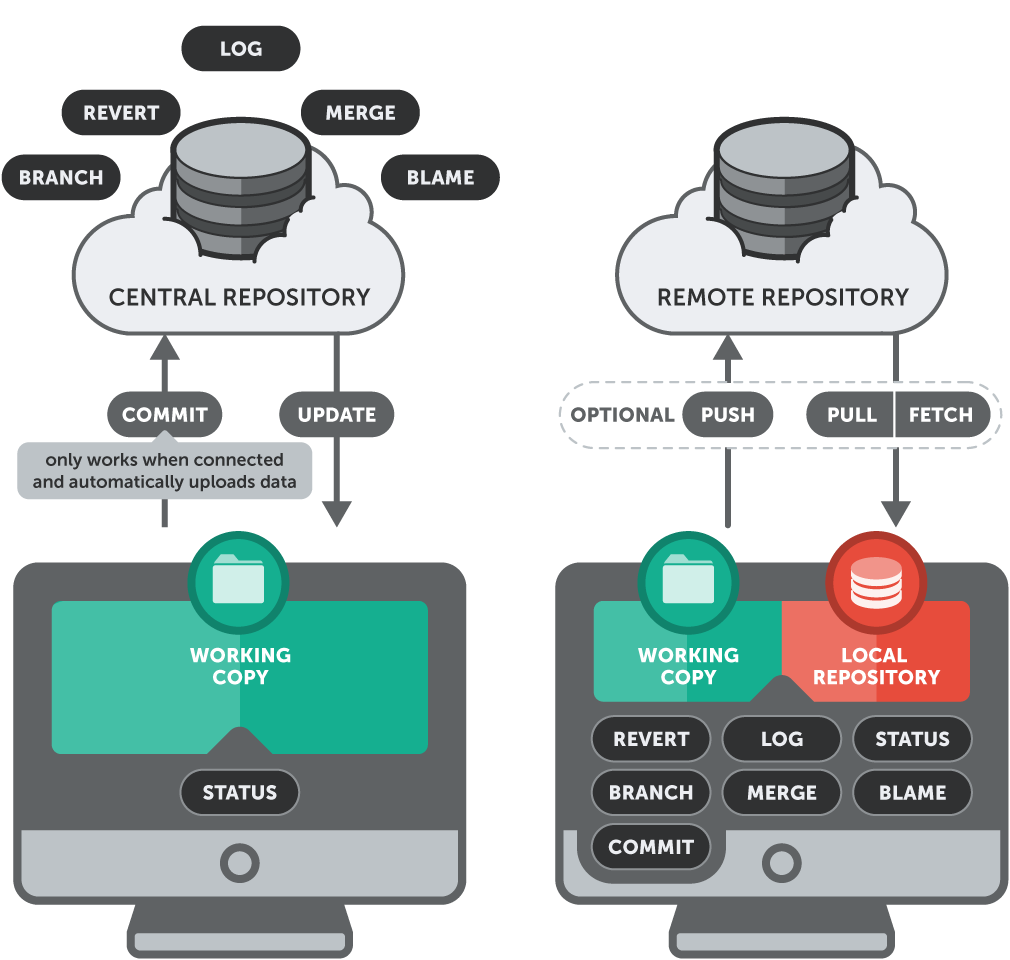 LOG
REVERT
MERGE
BRANCH
BLAME
CENTRAL REPOSITORY
COMMIT
UPDATE
only works when connected
and automatically uploads data
WORKING
COPY
STATUS
REMOTE REPOSITORY
OPTIONAL
PUSH
PULL
FETCH
WORKING
COPY
LOCAL
REPOSITORY
REVERT
LOG
STATUS
BRANCH
MERGE
BLAME
COMMIT